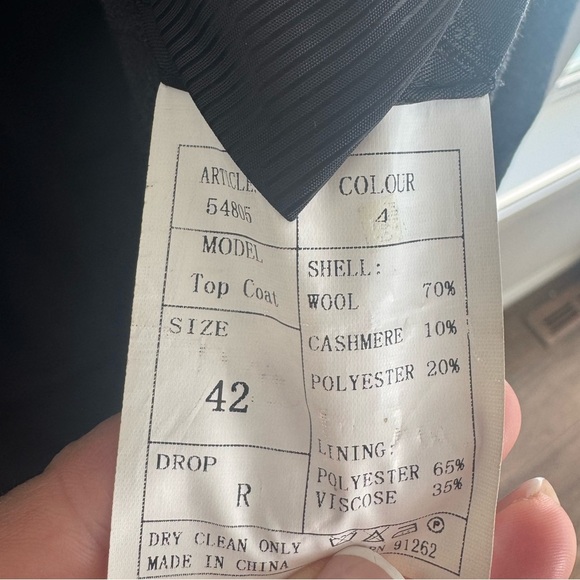 ARTICLE
54805
COLOUR
4
MODEL
Top Coat
SIZE
42
DROP
R
SHELL:
WOOL 70%
CASHMERE 10%
POLYESTER 20%
LINING:
POLYESTER 65%
VISCOSE 35%
DRY CLEAN ONLY
MADE IN CHINA
P
RN 91262